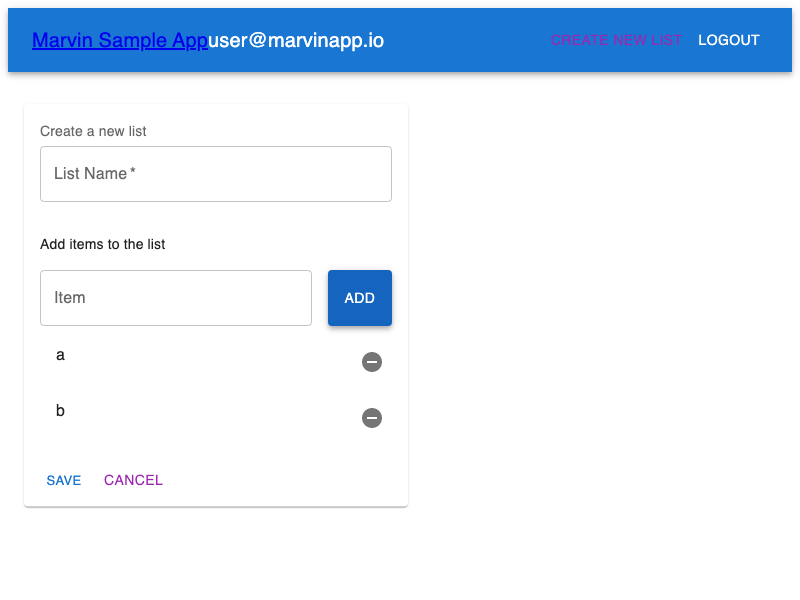 Marvin Sample Appuser@marvinapp.io CREATE NEW LIST LOGOUT
Create a new list
List Name *
Add items to the list
Item ADD
a
b
SAVE CANCEL